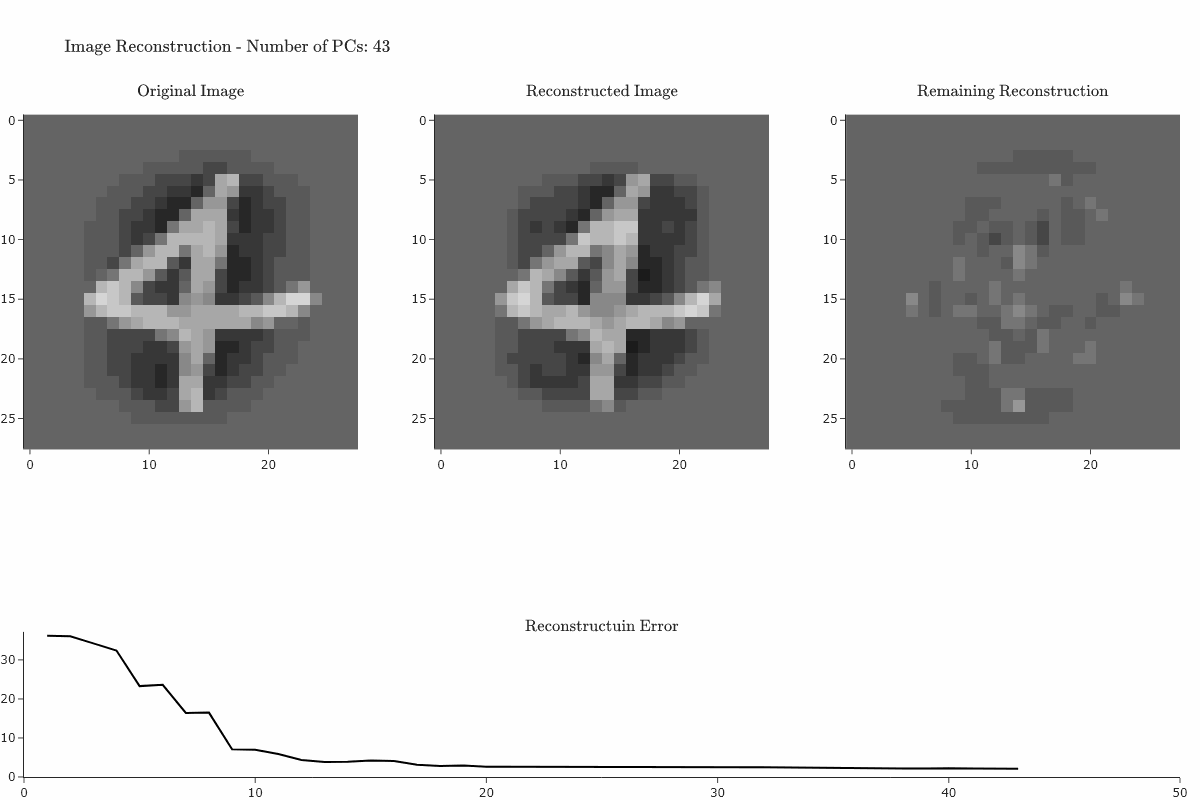 Image Reconstruction - Number of PCs: 43
Original Image
Reconstructed Image
Remaining Reconstruction
0
5
10
15
20
25
0 10 20
0
5
10
15
20
25
0 10 20
0
5
10
15
20
25
0 10 20
Reconstructuin Error
30
20
10
0
0 10 20 30 40 50